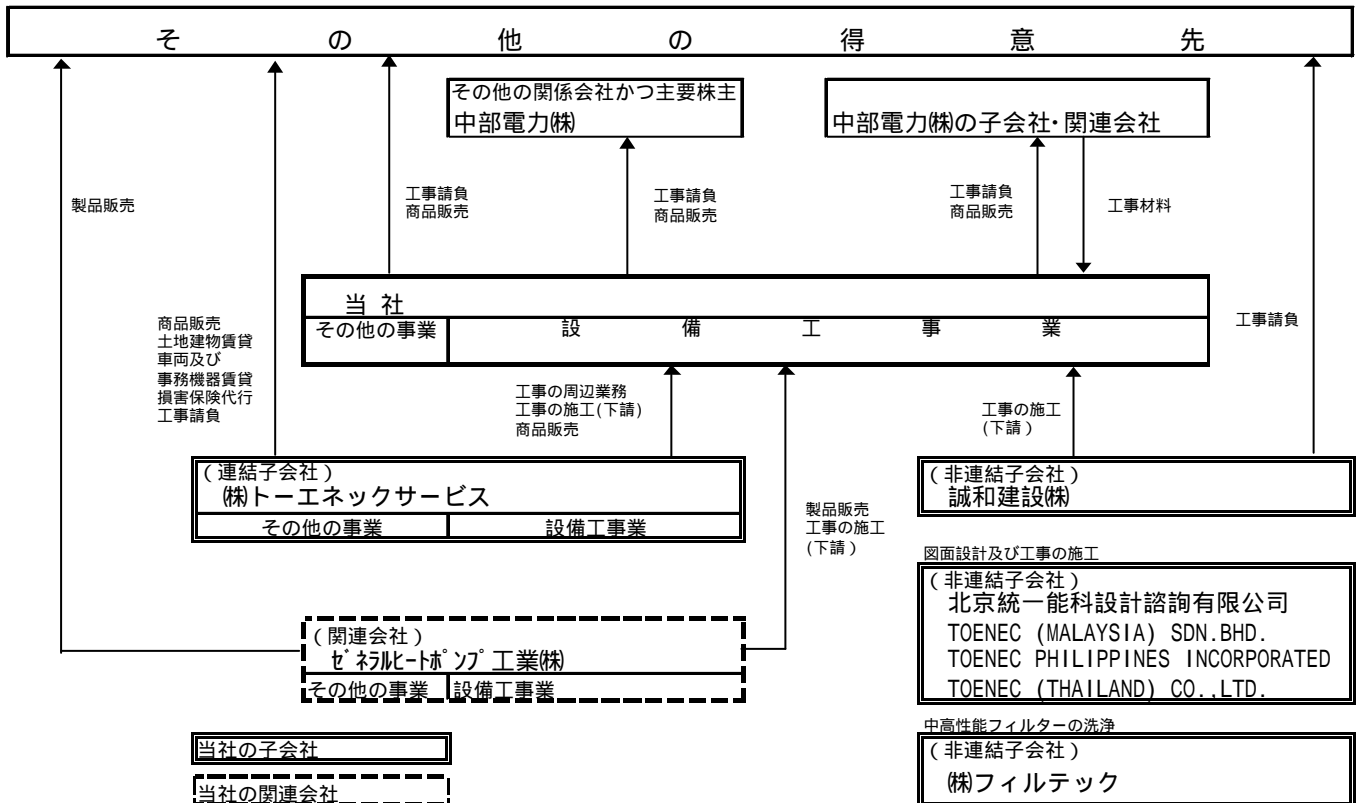 その他の得意先
その他の関係会社かつ主要株主
中部電力㈱
中部電力㈱の子会社・関連会社
製品販売
工事請負
商品販売
工事請負
商品販売
工事請負
商品販売
工事材料
当社
その他の事業 設備工事業
商品販売
土地建物賃貸
車両及び
事務機器賃貸
損害保険代行
工事請負
工事請負
工事の周辺業務
工事の施工(下請)
商品販売
工事の施工
(下請)
(連結子会社)
㈱トーエネックサービス
その他の事業 設備工事業
(非連結子会社)
誠和建設㈱
製品販売
工事の施工
(下請)
図面設計及び工事の施工
(非連結子会社)
北京統一能科設計諮詢有限公司
TOENEC (MALAYSIA) SDN.BHD.
TOENEC PHILIPPINES INCORPORATED
TOENEC (THAILAND) CO.,LTD.
(関連会社)
ゼネラルヒートポンプ工業㈱
その他の事業 設備工事業
中高性能フィルターの洗浄
(非連結子会社)
㈱フィルテック
当社の子会社
当社の関連会社